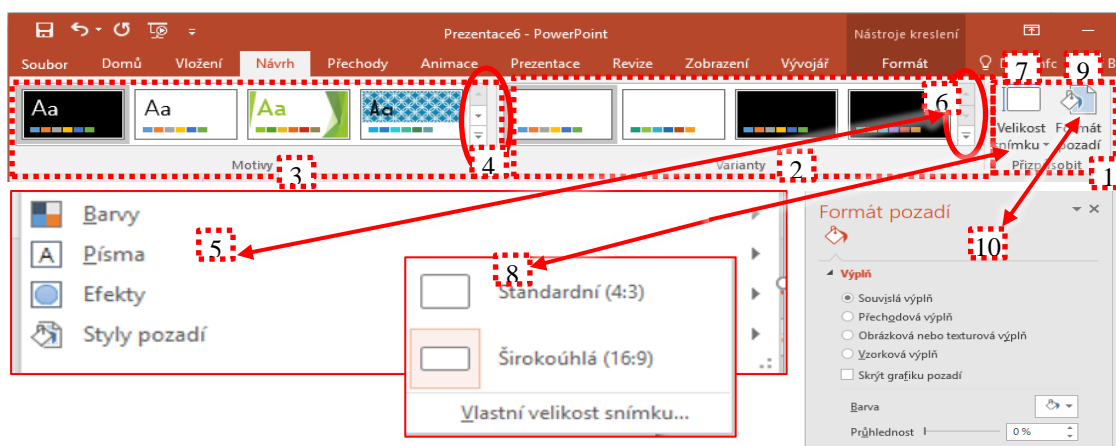 Prezentace6 - PowerPoint
Nástroje kreslení
Soubor Domů Vložení Návrh Přechody Animace Prezentace Revize Zobrazení Vývojář Formát
7 9
Aa Aa Aa Aa
6
Velikost snímku
Formát pozadí
Motivy
Varianty
Přizpůsobit
3 4 2 1
Barvy
Písma
Efekty
Styly pozadí
5
8
Standardní (4:3)
Širokoúhlá (16:9)
Vlastní velikost snímku...
Formát pozadí
10
Výplň
Souvislá výplň
Přechodová výplň
Obrázková nebo texturová výplň
Vzorková výplň
Skrýt grafiku pozadí
Barva
Průhlednost 0 %